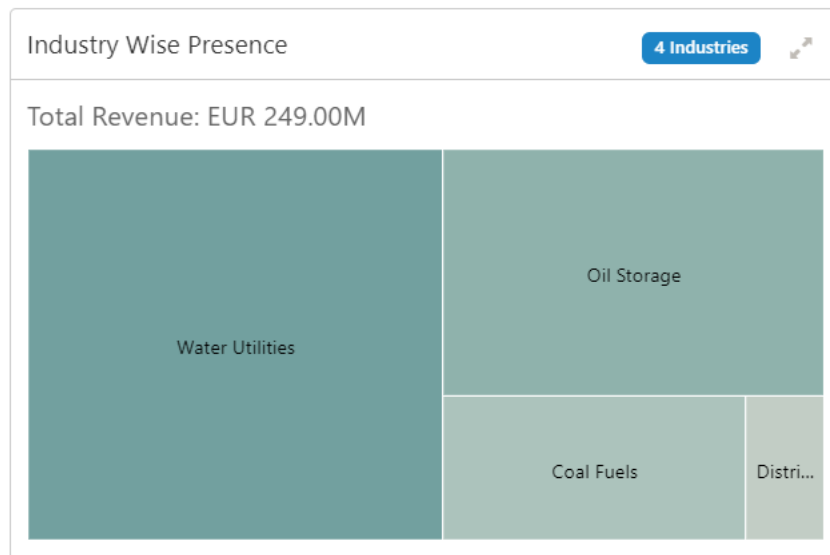 Industry Wise Presence
4 Industries
Total Revenue: EUR 249.00M
Oil Storage
Water Utilities
Coal Fuels
Distri...